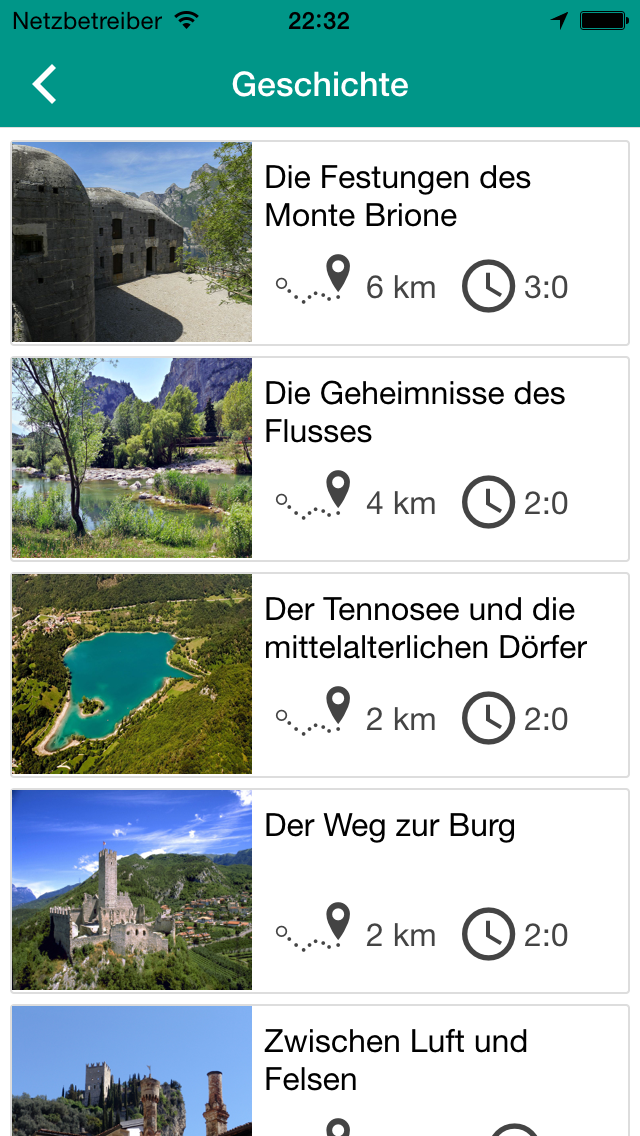 Netzbetreiber 22:32
Geschichte
Die Festungen des
Monte Brione
6 km 3:0
Die Geheimnisse des
Flusses
4 km 2:0
Der Tennosee und die
mittelalterlichen Dörfer
2 km 2:0
Der Weg zur Burg
2 km 2:0
Zwischen Luft und
Felsen